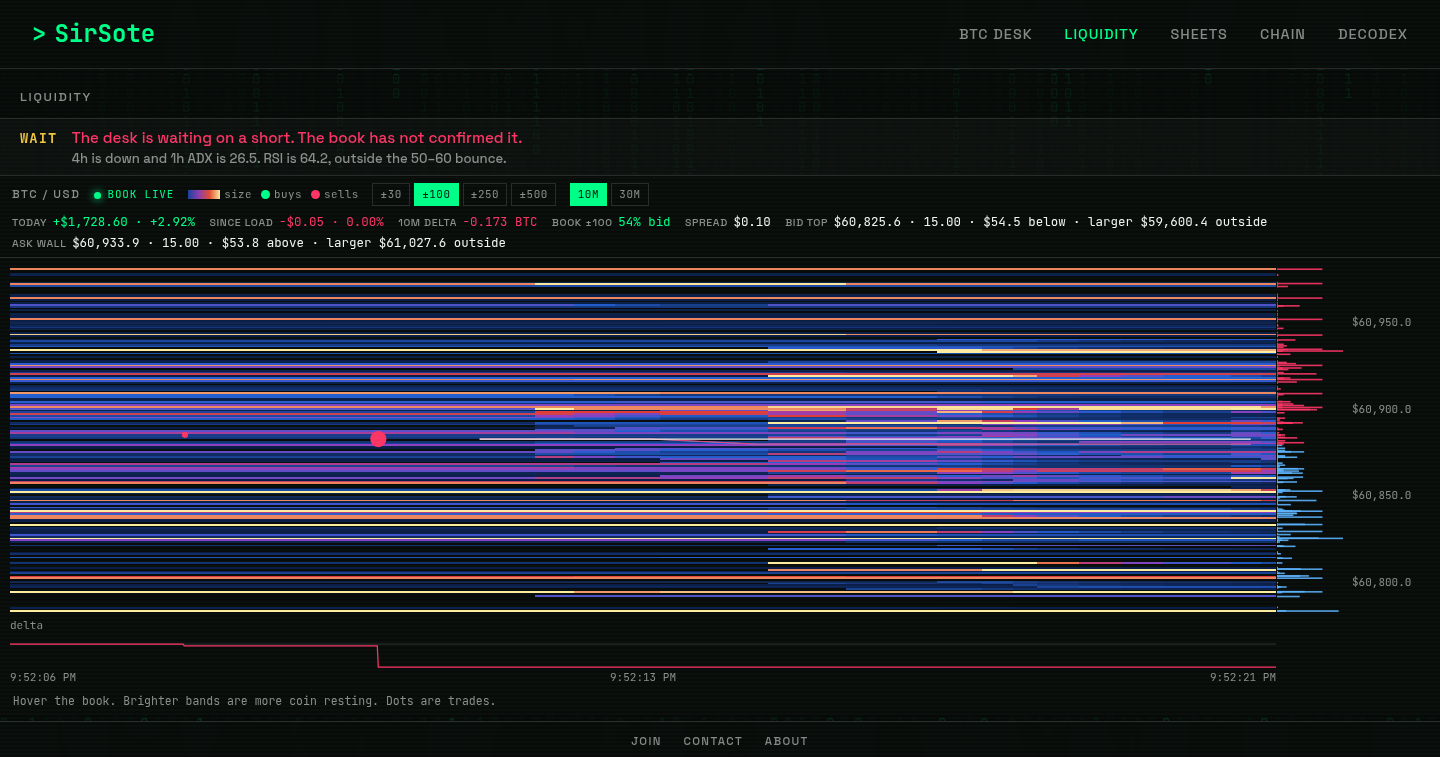 > SirSote
BTC DESK LIQUIDITY SHEETS CHAIN DECODEX
LIQUIDITY
WAIT The desk is waiting on a short. The book has not confirmed it.
4h is down and 1h ADX is 26.5. RSI is 64.2, outside the 50–60 bounce.
BTC / USD BOOK LIVE size buys sells ±30 ±100 ±250 ±500 10M 30M
TODAY +$1,728.60 · +2.92% SINCE LOAD -$0.05 · 0.00% 10M DELTA -0.173 BTC BOOK ±100 54% bid SPREAD $0.10 BID TOP $60,825.6 · 15.00 · $54.5 below · larger $59,600.4 outside
ASK WALL $60,933.9 · 15.00 · $53.8 above · larger $61,027.6 outside
$60,950.0
$60,900.0
$60,850.0
$60,800.0
delta
9:52:06 PM 9:52:13 PM 9:52:21 PM
Hover the book. Brighter bands are more coin resting. Dots are trades.
JOIN CONTACT ABOUT